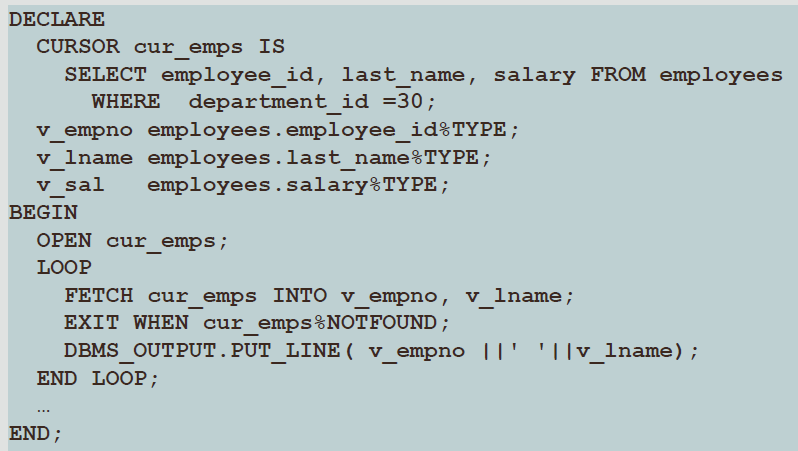 DECLARE
CURSOR cur_emps IS
SELECT employee_id, last_name, salary FROM employees
WHERE department_id =30;
v_empno employees.employee_id%TYPE;
v_lname employees.last_name%TYPE;
v_sal employees.salary%TYPE;
BEGIN
OPEN cur_emps;
LOOP
FETCH cur_emps INTO v_empno, v_lname;
EXIT WHEN cur_emps%NOTFOUND;
DBMS_OUTPUT.PUT_LINE( v_empno ||' '||v_lname);
END LOOP;
…
END;